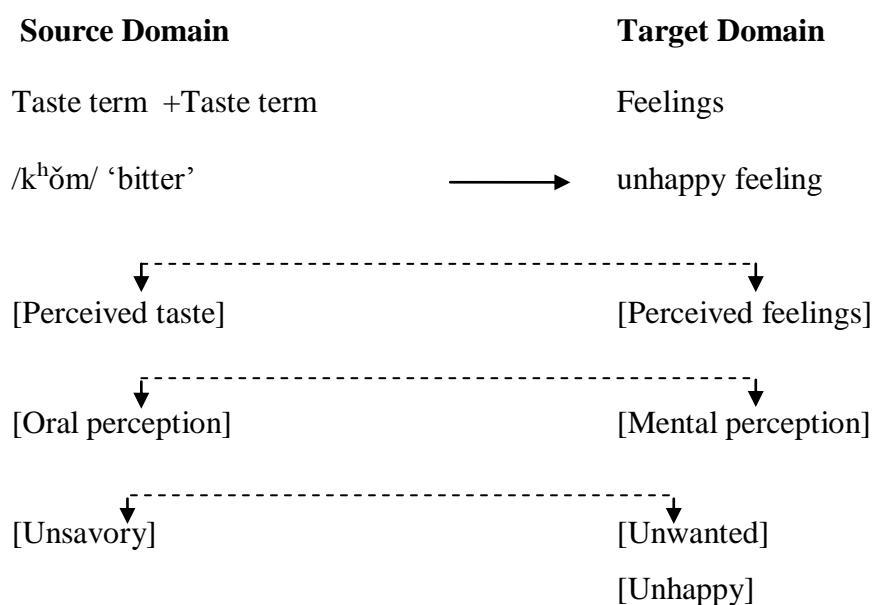 Source Domain Target Domain
Taste term +Taste term Feelings
/kʰǒm/ ‘bitter’ unhappy feeling
[Perceived taste] [Perceived feelings]
[Oral perception] [Mental perception]
[Unsavory] [Unwanted]
[Unhappy]